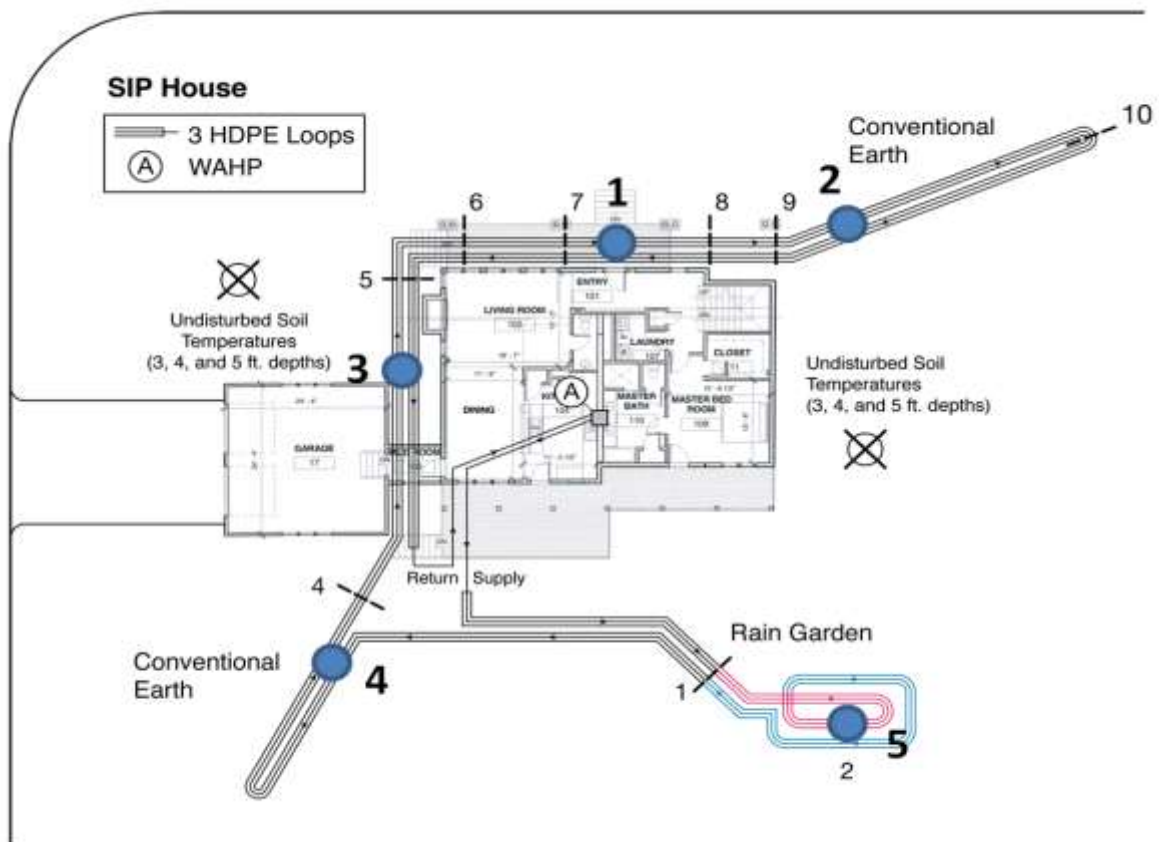 SIP House
3 HDPE Loops
A WAHP
Conventional
Earth
10
2
1
6
7
8
9
5
Undisturbed Soil
Temperatures
(3, 4, and 5 ft. depths)
3
ENTRY
101
LIVING ROOM
LAUNDRY
CLOSET
A
DINING
MASTER
BATH
MASTER BED
ROOM
GARAGE
17
Undisturbed Soil
Temperatures
(3, 4, and 5 ft. depths)
Return
Supply
4
Conventional
Earth
4
Rain Garden
1
5
2